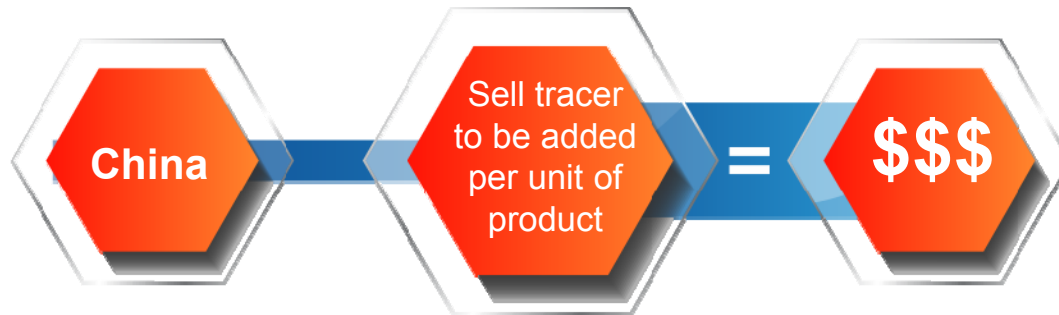 China
Sell tracer
to be added
per unit of
product
=
$$$